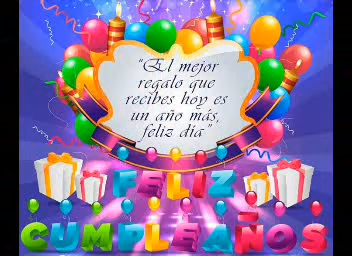 "El mejor
regalo que
recibes hoy es
un año más,
feliz día"
FELIZ
CUMPLEAÑOS